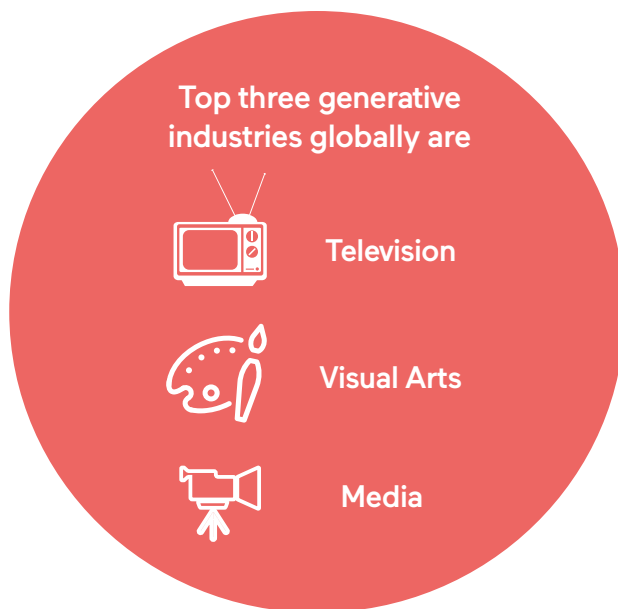 Top three generative
industries globally are
Television
Visual Arts
Media